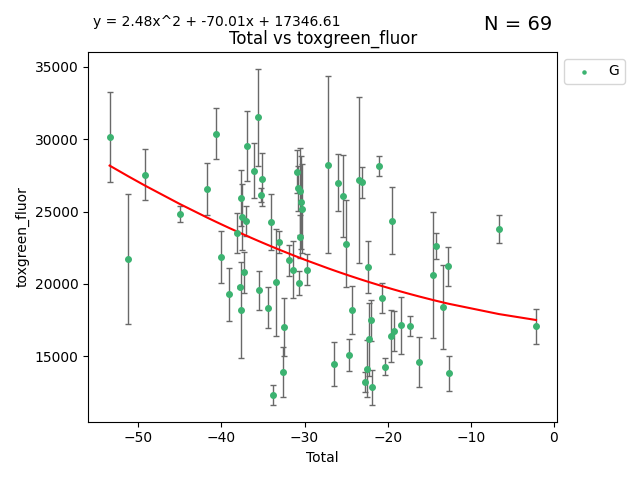 y = 2.48x^2 + -70.01x + 17346.61
N = 69
Total vs toxgreen_fluor
G
35000
30000
25000
20000
15000
toxgreen_fluor
−50
−40
−30
−20
−10
0
Total